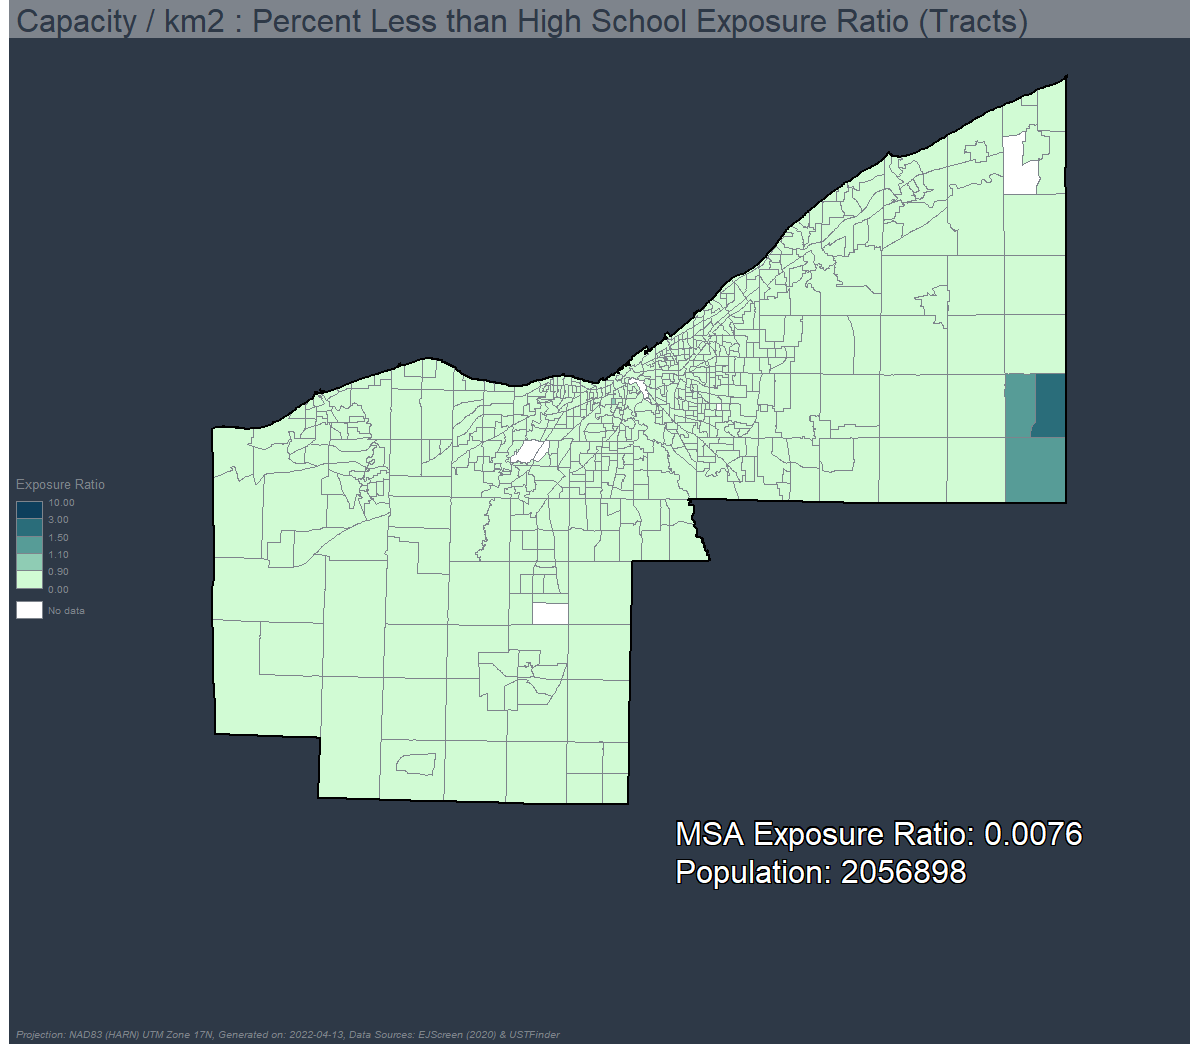 Capacity / km2 : Percent Less than High School Exposure Ratio (Tracts)
Exposure Ratio
10.00
3.00
1.50
1.10
0.90
0.00
No data
MSA Exposure Ratio: 0.0076
Population: 2056898
Projection: NAD83 (HARN) UTM Zone 17N, Generated on: 2022-04-13, Data Sources: EJScreen (2020) & USTFinder